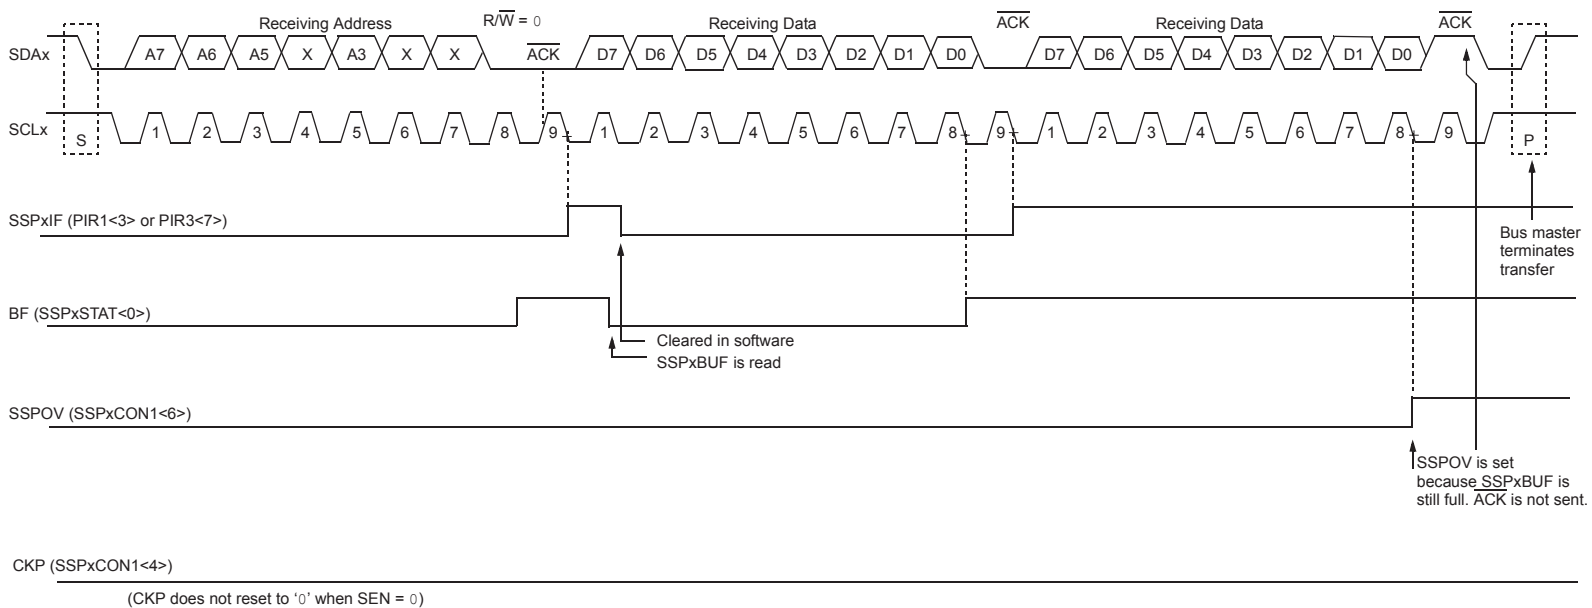 Receiving Address R/W̅ = 0 Receiving Data A̅C̅K̅ Receiving Data A̅C̅K̅
SDAx A7 A6 A5 X A3 X X A̅C̅K̅ D7 D6 D5 D4 D3 D2 D1 D0 D7 D6 D5 D4 D3 D2 D1 D0
SCLx S 1 2 3 4 5 6 7 8 9 1 2 3 4 5 6 7 8 9 1 2 3 4 5 6 7 8 9 P
SSPxIF (PIR1<3> or PIR3<7>)
Bus master
terminates
transfer
BF (SSPxSTAT<0>)
Cleared in software
SSPxBUF is read
SSPOV (SSPxCON1<6>)
SSPOV is set
because SSPxBUF is
still full. A̅C̅K̅ is not sent.
CKP (SSPxCON1<4>)
(CKP does not reset to ‘0’ when SEN = 0)